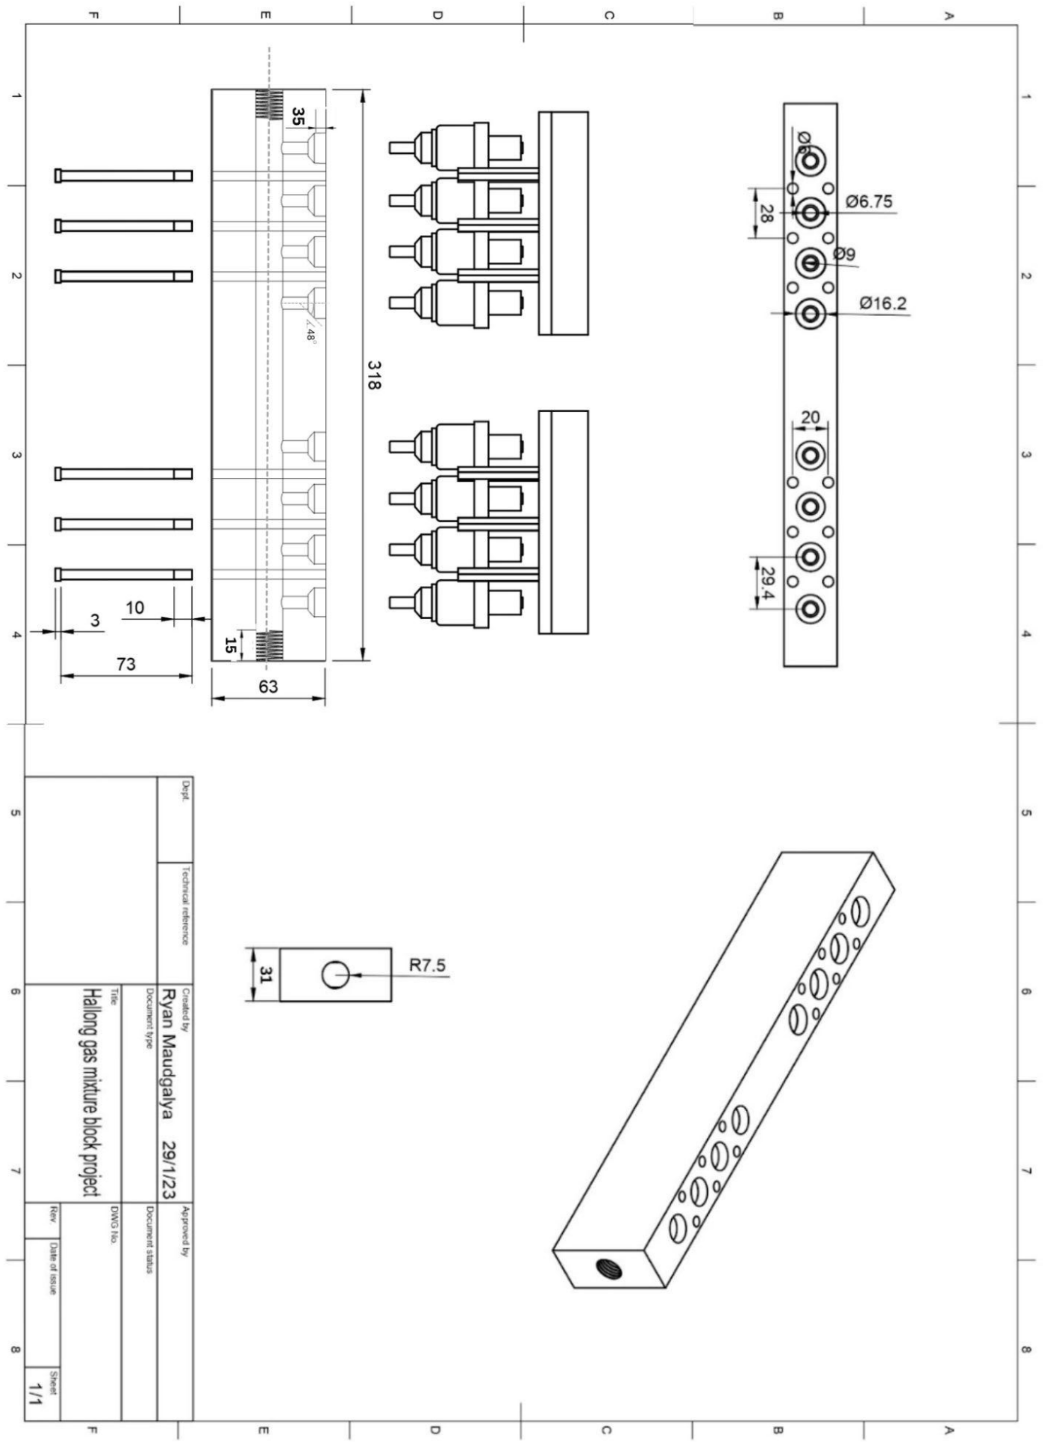 F E D C B A
1
2
3
4
5
6
7
8
1
2
3
4
5
6
7
8
F E D C B A
35
48°
318
15
63
10
3
73
Ø6.75
28
Ø9
Ø16.2
20
29.4
R7.5
31
Dept.
Technical reference
Created by
Ryan Maudgalya 29/1/23
Approved by
Document type
Document status
Title
Hallong gas mixture block project
DWG No.
Rev.
Date of issue
Sheet
1/1